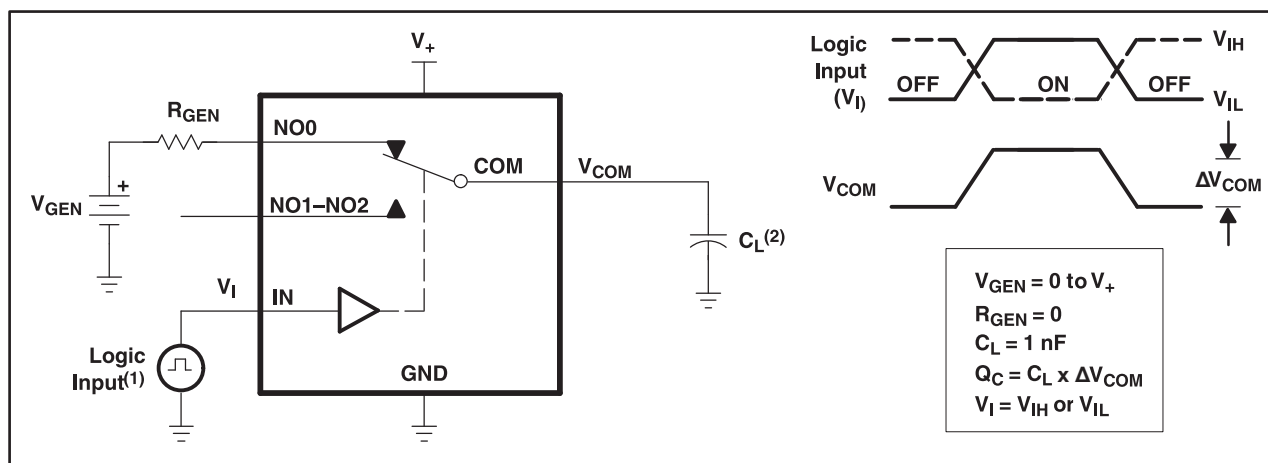 V+
RGEN
NO0
COM
VCOM
VGEN
+
NO1–NO2
CL(2)
VI
IN
Logic
Input(1)
GND
Logic
Input
(VI)
OFF
ON
OFF
VIH
VIL
VCOM
ΔVCOM
VGEN = 0 to V+
RGEN = 0
CL = 1 nF
QC = CL x ΔVCOM
VI = VIH or VIL